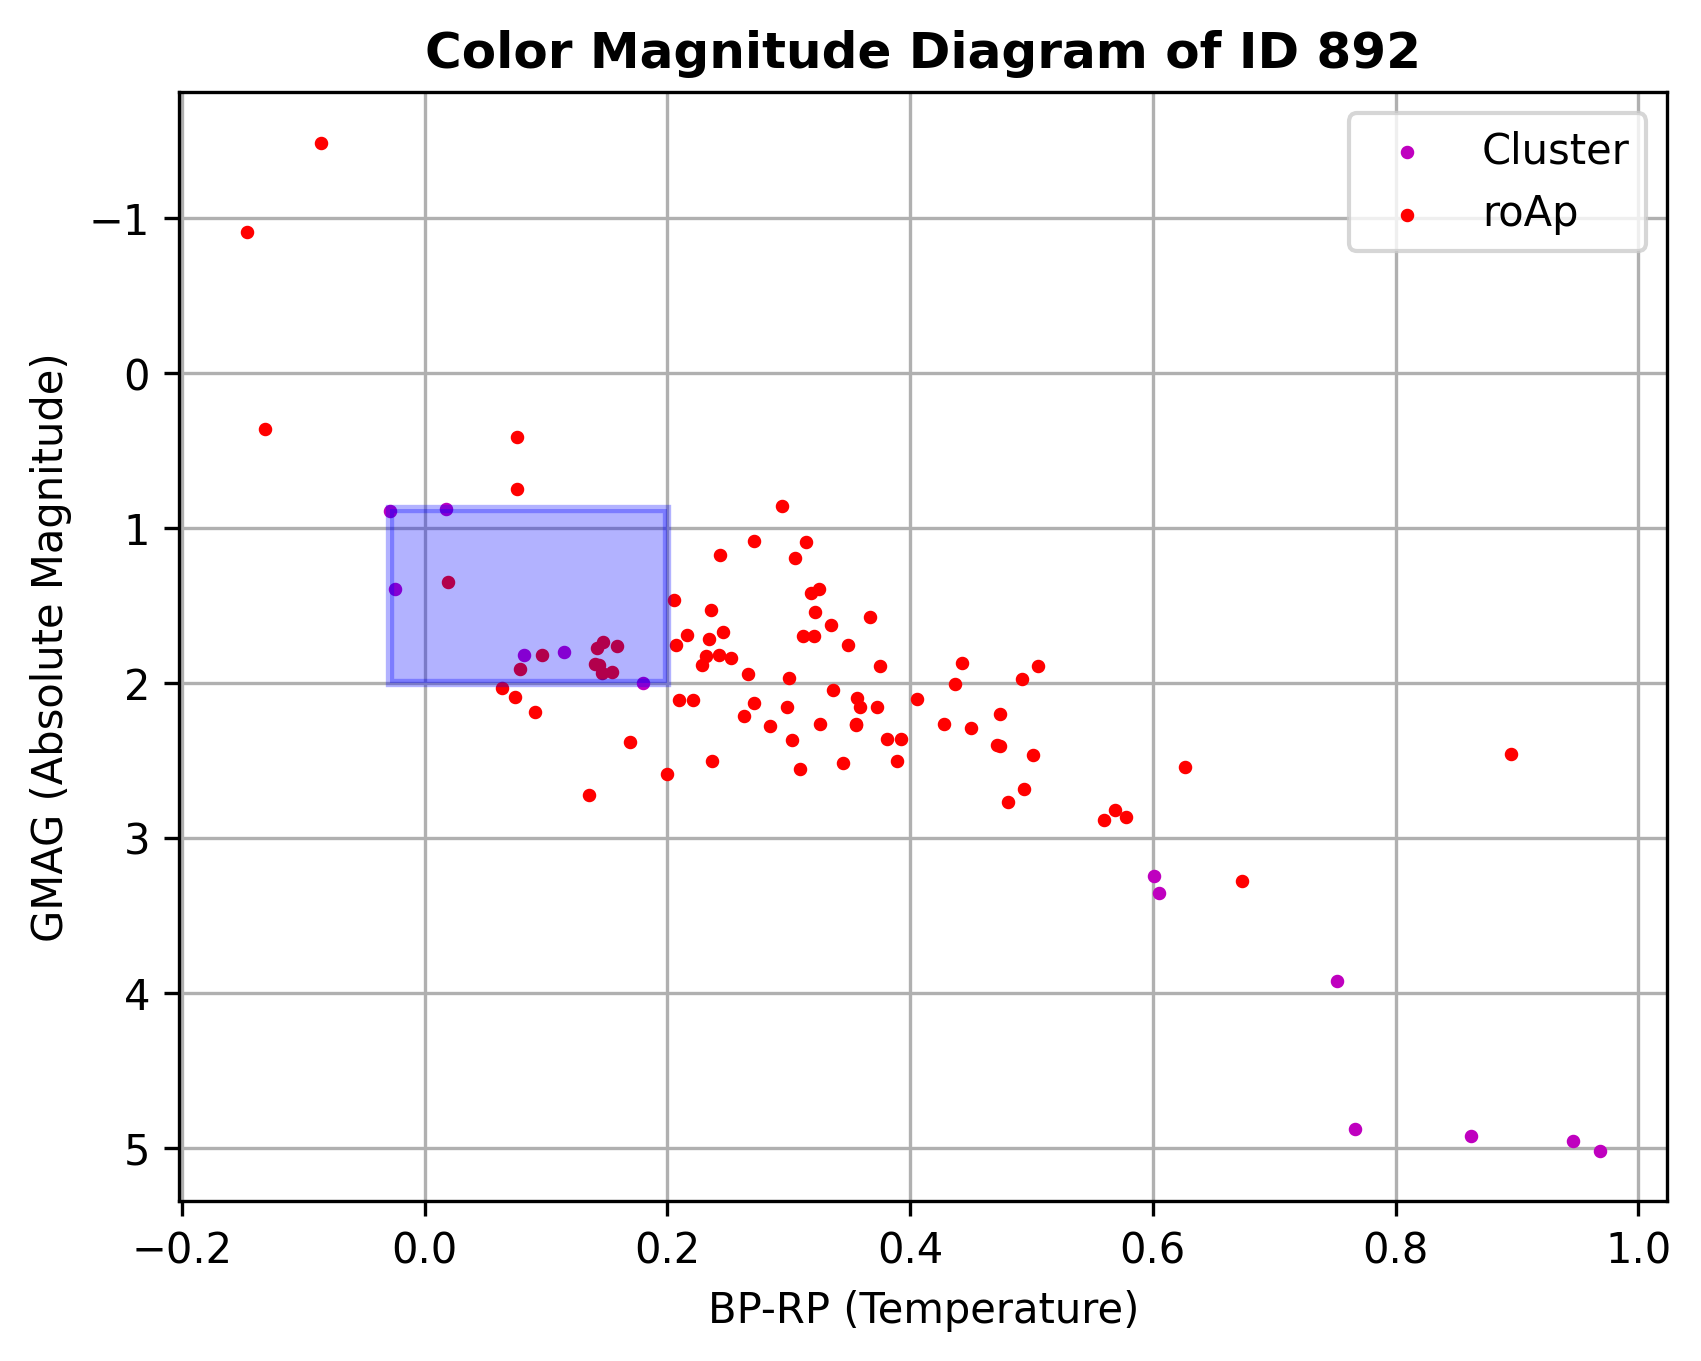 Color Magnitude Diagram of ID 892
Cluster
roAp
−1
0
1
2
3
4
5
GMAG (Absolute Magnitude)
−0.2 0.0 0.2 0.4 0.6 0.8 1.0
BP-RP (Temperature)